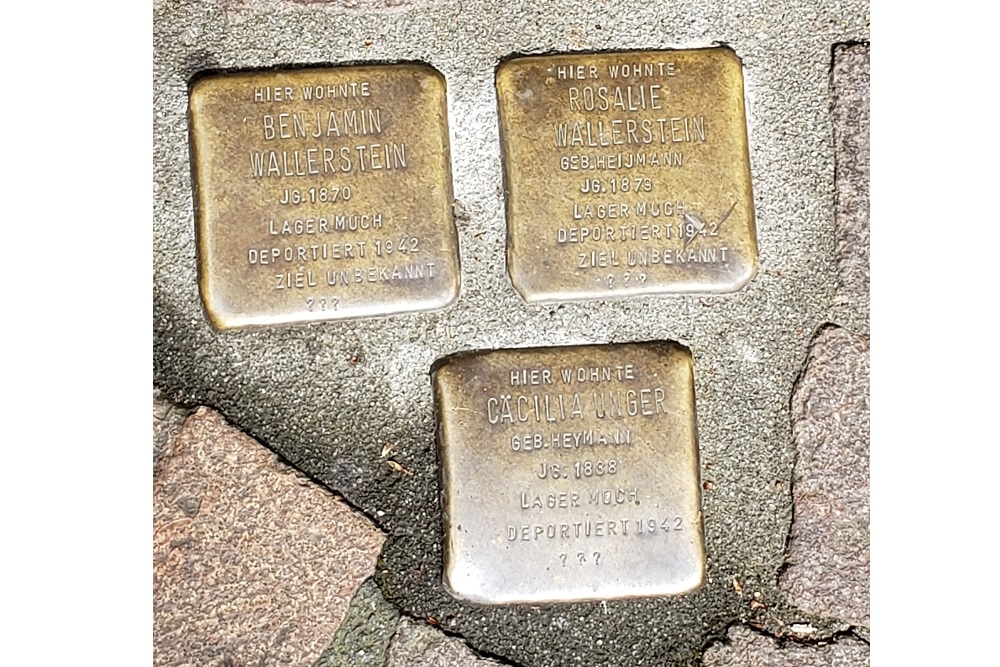 HIER WOHNTE
BENJAMIN
WALLERSTEIN
JG. 1870
LAGER MUCH
DEPORTIERT 1942
ZIEL UNBEKANNT
???
HIER WOHNTE
ROSALIE
WALLERSTEIN
GEB. HEIJMANN
JG. 1879
LAGER MUCH
DEPORTIERT 1942
ZIEL UNBEKANNT
???
HIER WOHNTE
CÄCILIA UNGER
GEB. HEYMANN
JG.
LAGER MUCH
DEPORTIERT 1942
???